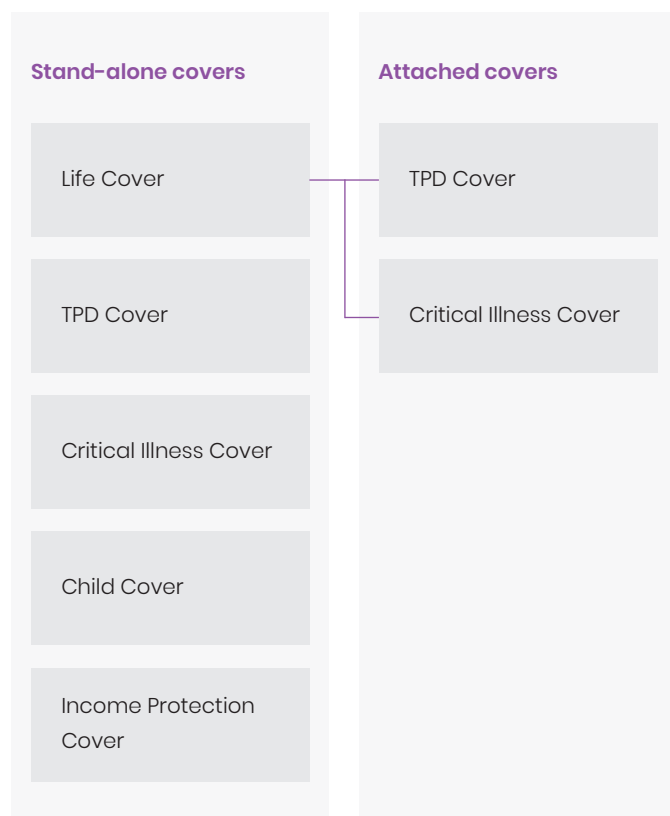 Stand-alone covers
Life Cover
TPD Cover
Critical Illness Cover
Child Cover
Income Protection
Cover
Attached covers
TPD Cover
Critical Illness Cover